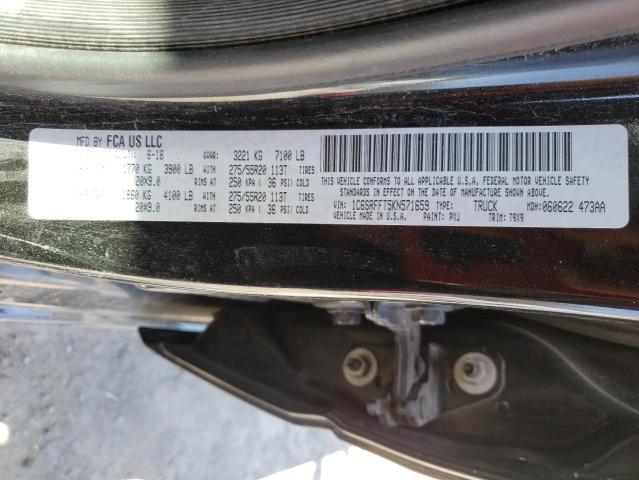 MFD BY FCA US LLC
6-18 GVWR: 3221 KG 7100 LB
1770 KG 3900 LB WITH 275/55R20 113T TIRES
20X9.0 RIMS AT 250 KPA ( 36 PSI) COLD
1860 KG 4100 LB WITH 275/55R20 113T TIRES
20X9.0 RIMS AT 250 KPA ( 36 PSI) COLD
THIS VEHICLE CONFORMS TO ALL APPLICABLE U.S.A. FEDERAL MOTOR VEHICLE SAFETY
STANDARDS IN EFFECT ON THE DATE OF MANUFACTURE SHOWN ABOVE.
VIN: 1C6SRFFT5KN571659 TYPE: TRUCK MDH: 060622 473AA
MADE IN U.S.A. PAINT: PXJ TRIM: T9X9